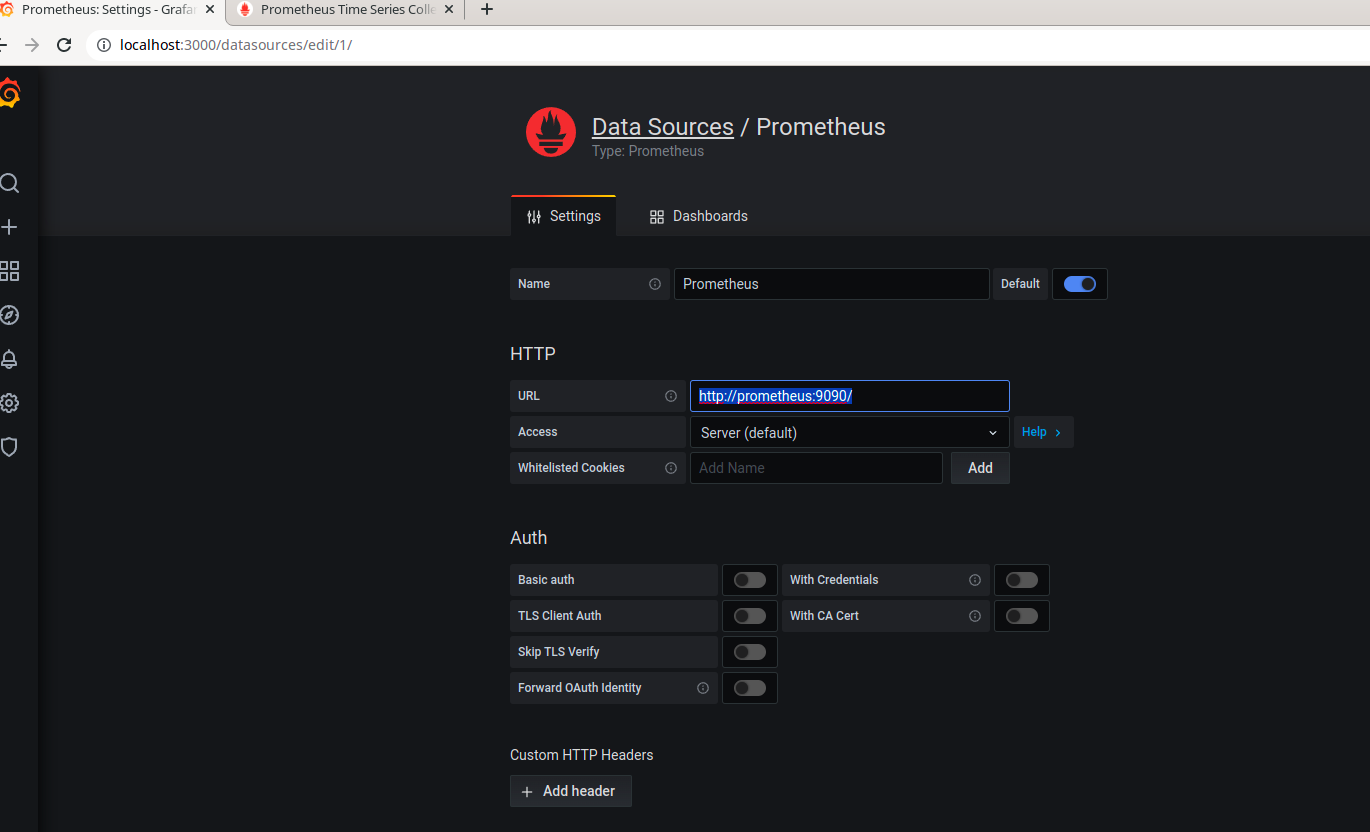 Prometheus: Settings - Grafan
Prometheus Time Series Colle
localhost:3000/datasources/edit/1/
Data Sources / Prometheus
Type: Prometheus
Settings
Dashboards
Name Prometheus Default
HTTP
URL http://prometheus:9090/
Access Server (default) Help >
Whitelisted Cookies Add Name Add
Auth
Basic auth With Credentials
TLS Client Auth With CA Cert
Skip TLS Verify
Forward OAuth Identity
Custom HTTP Headers
+ Add header